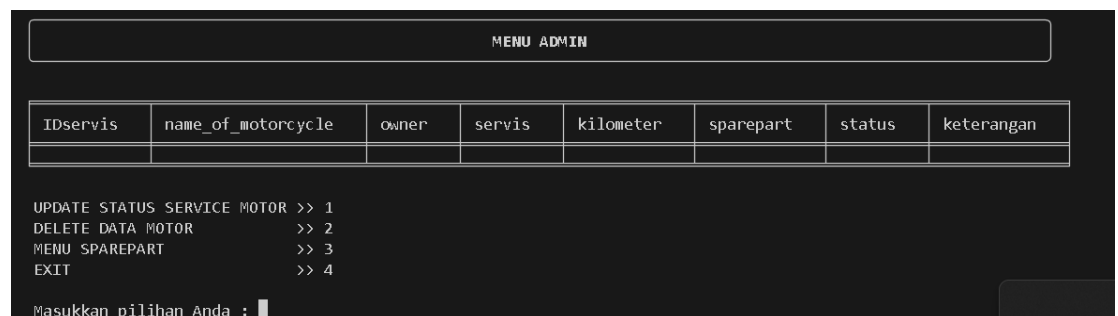 MENU ADMIN
IDservis name_of_motorcycle owner servis kilometer sparepart status keterangan
UPDATE STATUS SERVICE MOTOR >> 1
DELETE DATA MOTOR >> 2
MENU SPAREPART >> 3
EXIT >> 4
Masukkan pilihan Anda :